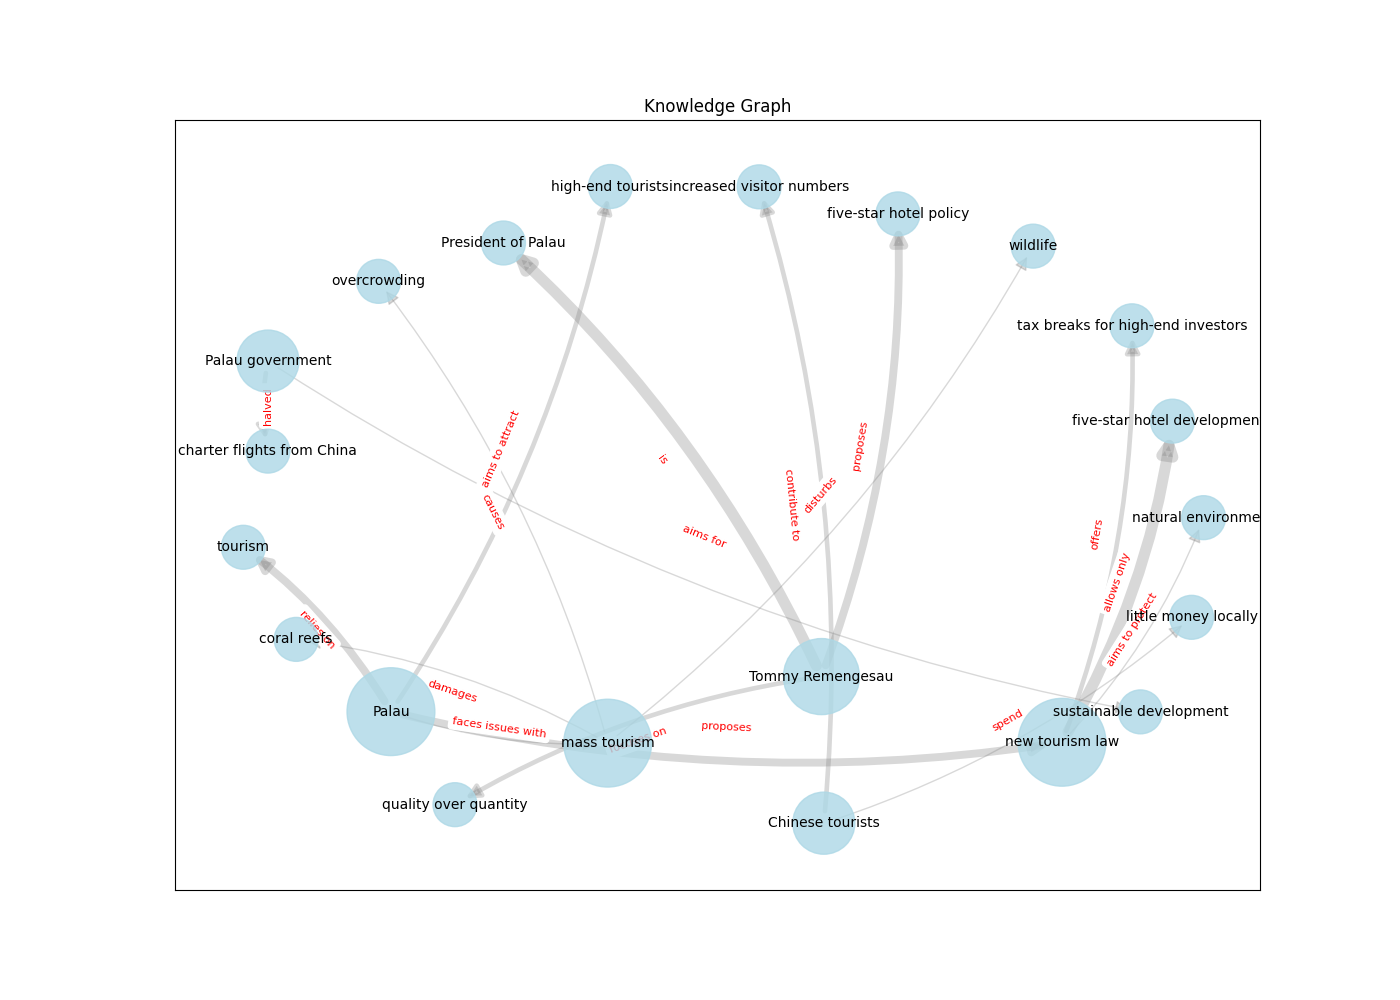 Knowledge Graph
high-end tourists
increased visitor numbers
five-star hotel policy
President of Palau
wildlife
overcrowding
tax breaks for high-end investors
Palau government
halved
five-star hotel developmen
aims to attract
proposes
charter flights from China
is
causes
disturbs
contribute to
natural environme
aims for
offers
tourism
allows only
relies on
coral reefs
little money locally
aims to protect
Tommy Remengesau
damages
Palau
faces issues with
proposes
spend
sustainable development
mass tourism
on
new tourism law
quality over quantity
Chinese tourists